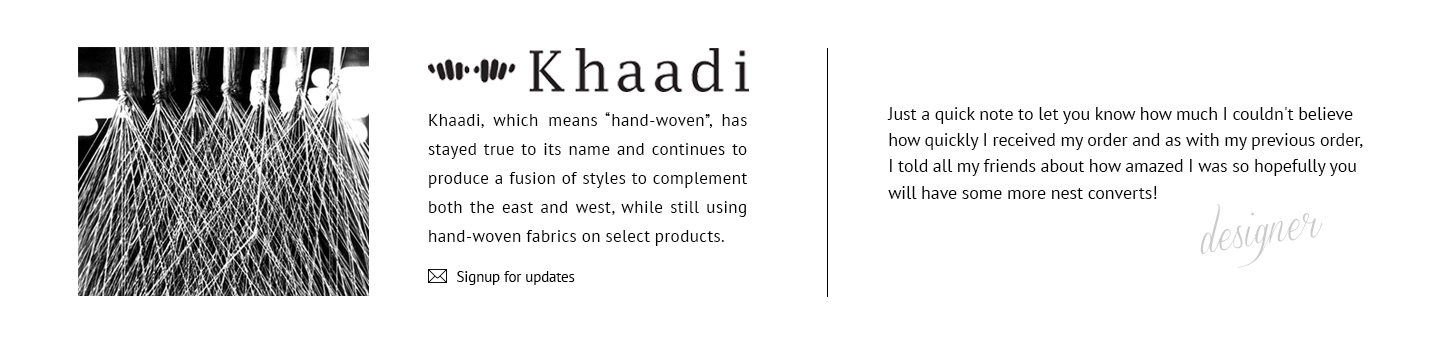 Khaadi
Khaadi, which means “hand-woven”, has
stayed true to its name and continues to
produce a fusion of styles to complement
both the east and west, while still using
hand-woven fabrics on select products.
Signup for updates
Just a quick note to let you know how much I couldn't believe
how quickly I received my order and as with my previous order,
I told all my friends about how amazed I was so hopefully you
will have some more nest converts!
designer